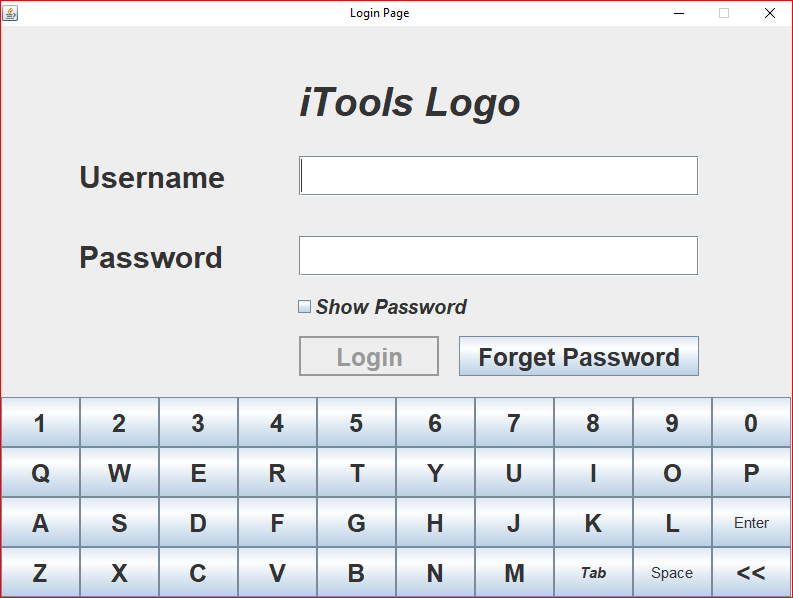 Login Page
iTools Logo
Username
Password
Show Password
Login Forget Password
1 2 3 4 5 6 7 8 9 0
Q W E R T Y U I O P
A S D F G H J K L Enter
Z X C V B N M Tab Space <<